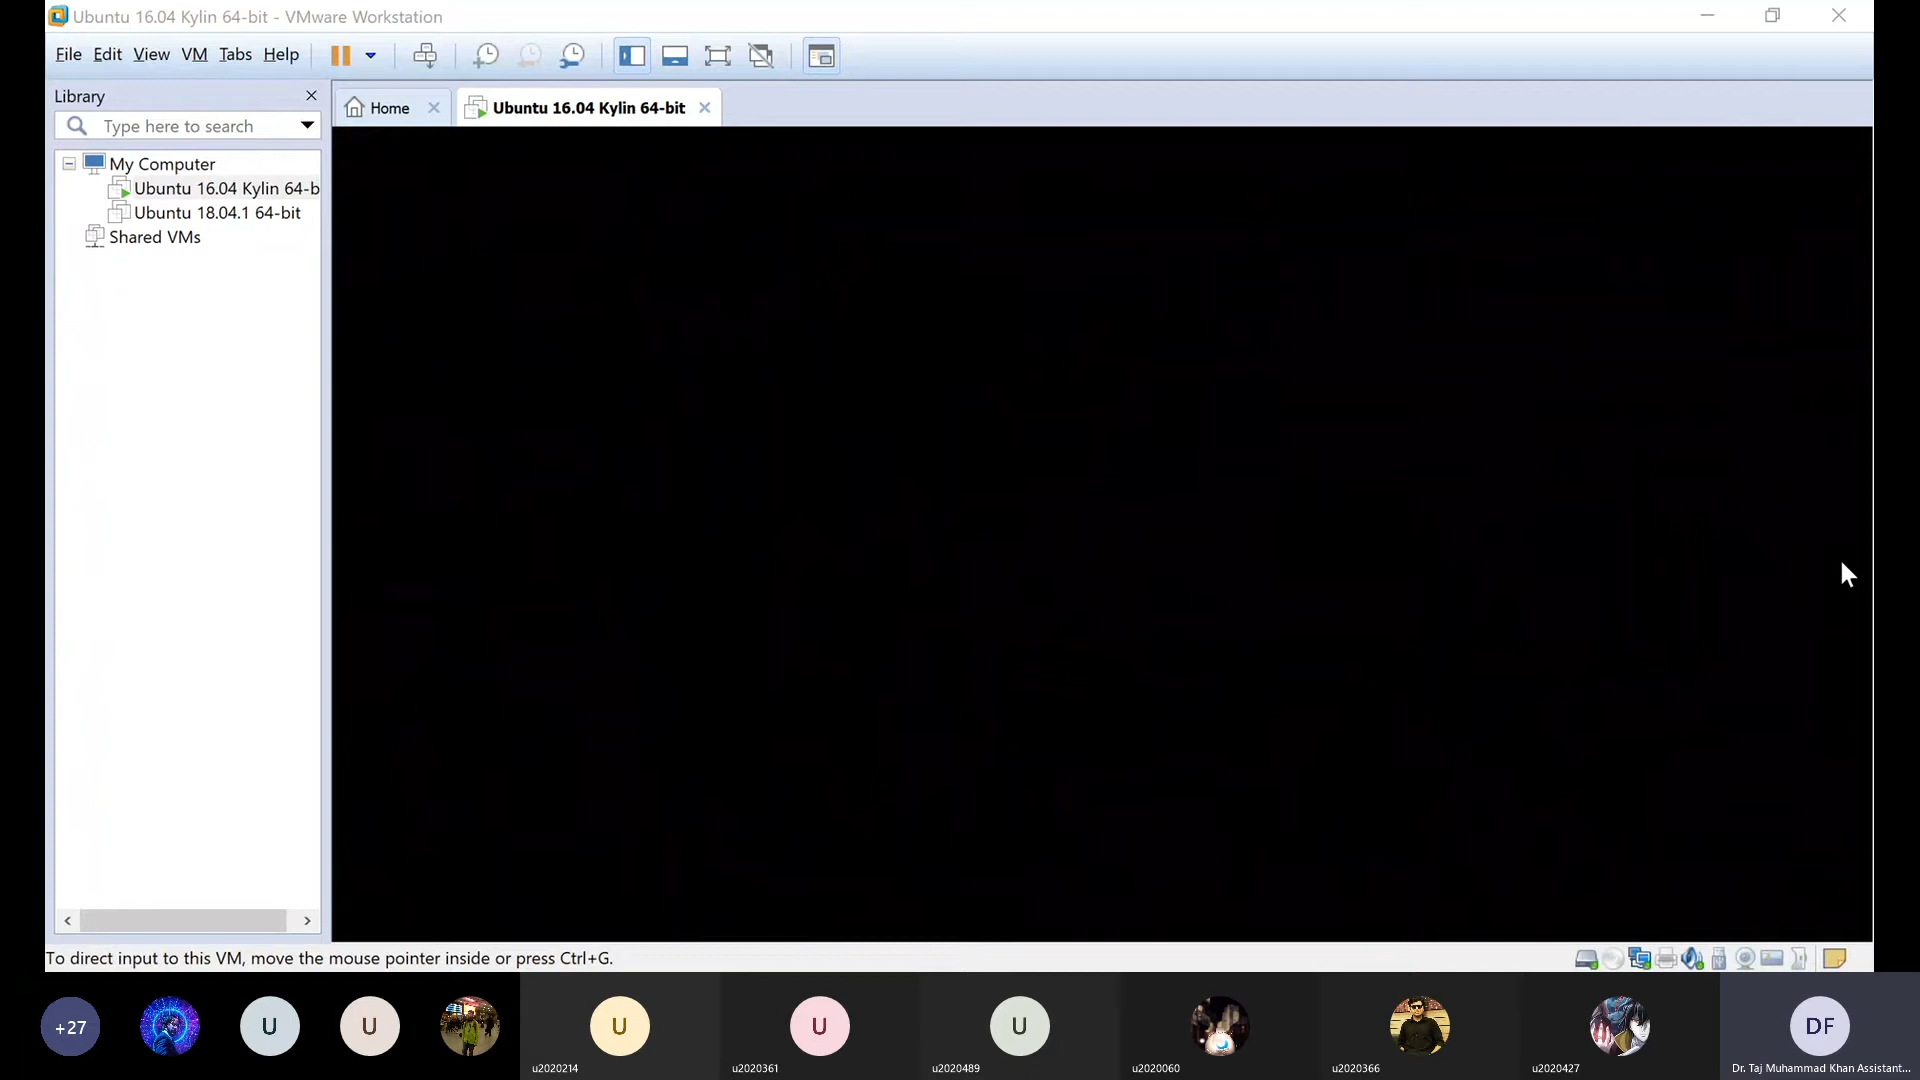 Ubuntu 16.04 Kylin 64-bit - VMware Workstation
File Edit View VM Tabs Help
Library
Home
Ubuntu 16.04 Kylin 64-bit
Type here to search
My Computer
Ubuntu 16.04 Kylin 64-b
Ubuntu 18.04.1 64-bit
Shared VMs
To direct input to this VM, move the mouse pointer inside or press Ctrl+G.
+27
U
U
U
U
U
DF
u2020214
u2020361
u2020489
u2020060
u2020366
u2020427
Dr. Taj Muhammad Khan Assistant...